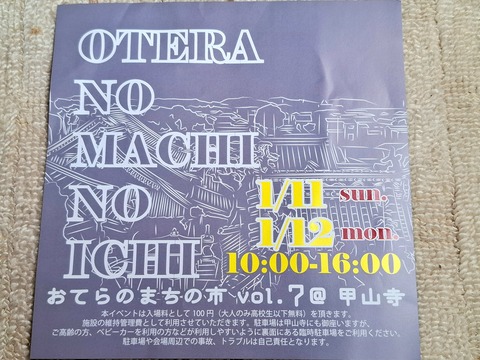 OTERA
NO
MACHI
NO
ICHI
1/11 sun.
1/12 mon.
10:00-16:00
おてらのまちの市 vol.7@ 甲山寺
本イベントは入場料として100円（大人のみ高校生以下無料）を頂きます。
施設の維持管理費として利用させていただきます。駐車場は甲山寺にも御座いますが、
ご高齢の方、ベビーカーを利用の方などが利用しやすいように裏面にある臨時駐車場をご利用ください。
駐車場や会場周辺での事故、トラブルは自己責任となります。